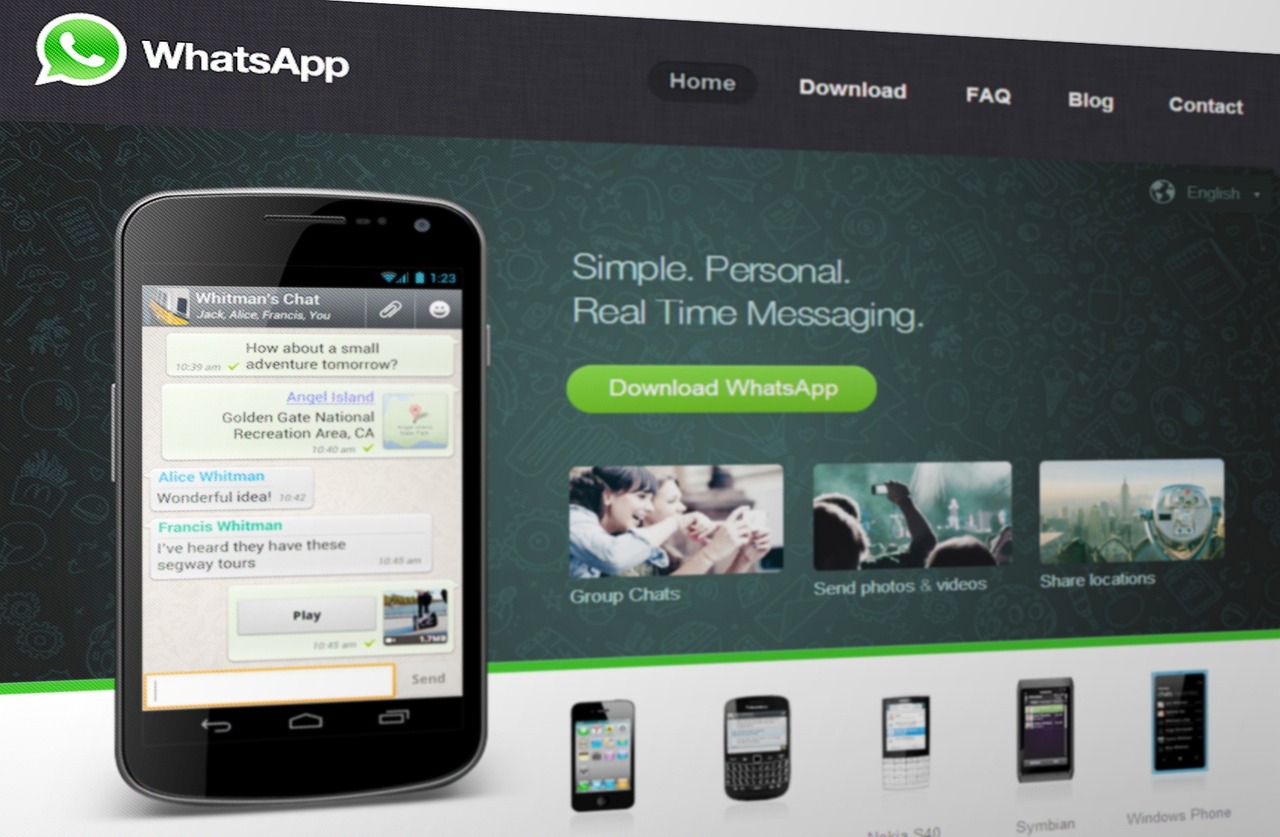 WhatsApp
Home
Download
FAQ
Blog
Contact
English
Simple. Personal.
Real Time Messaging.
Download WhatsApp
Group Chats
Send photos & videos
Share locations
1:23
Whitman's Chat
Jack, Alice, Francis, You
How about a small
10:39 am adventure tomorrow?
Angel Island
Golden Gate National
Recreation Area, CA
10:40 am
Alice Whitman
Wonderful idea! 10:42
Francis Whitman
I've heard they have these
segway tours 10:45 am
Play
10:45 am
1.7MB
Send
Nokia S40
Symbian
Windows Phone